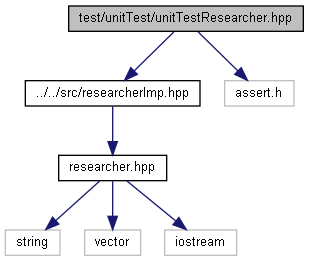 test/unitTest/unitTestResearcher.hpp
../../src/researcherImp.hpp
assert.h
researcher.hpp
string
vector
iostream